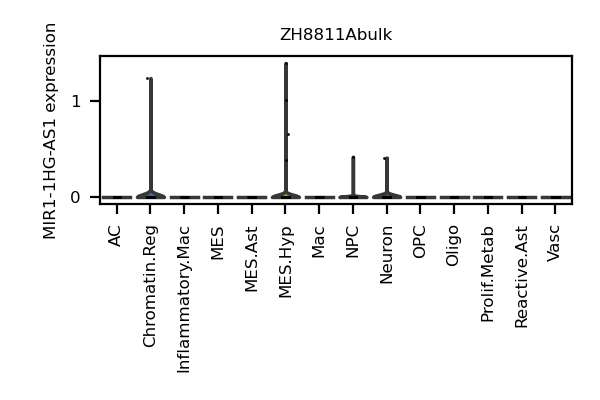 ZH8811Abulk
MIR1-1HG-AS1 expression
1
0
AC
Chromatin.Reg
Inflammatory.Mac
MES
MES.Ast
MES.Hyp
Mac
NPC
Neuron
OPC
Oligo
Prolif.Metab
Reactive.Ast
Vasc